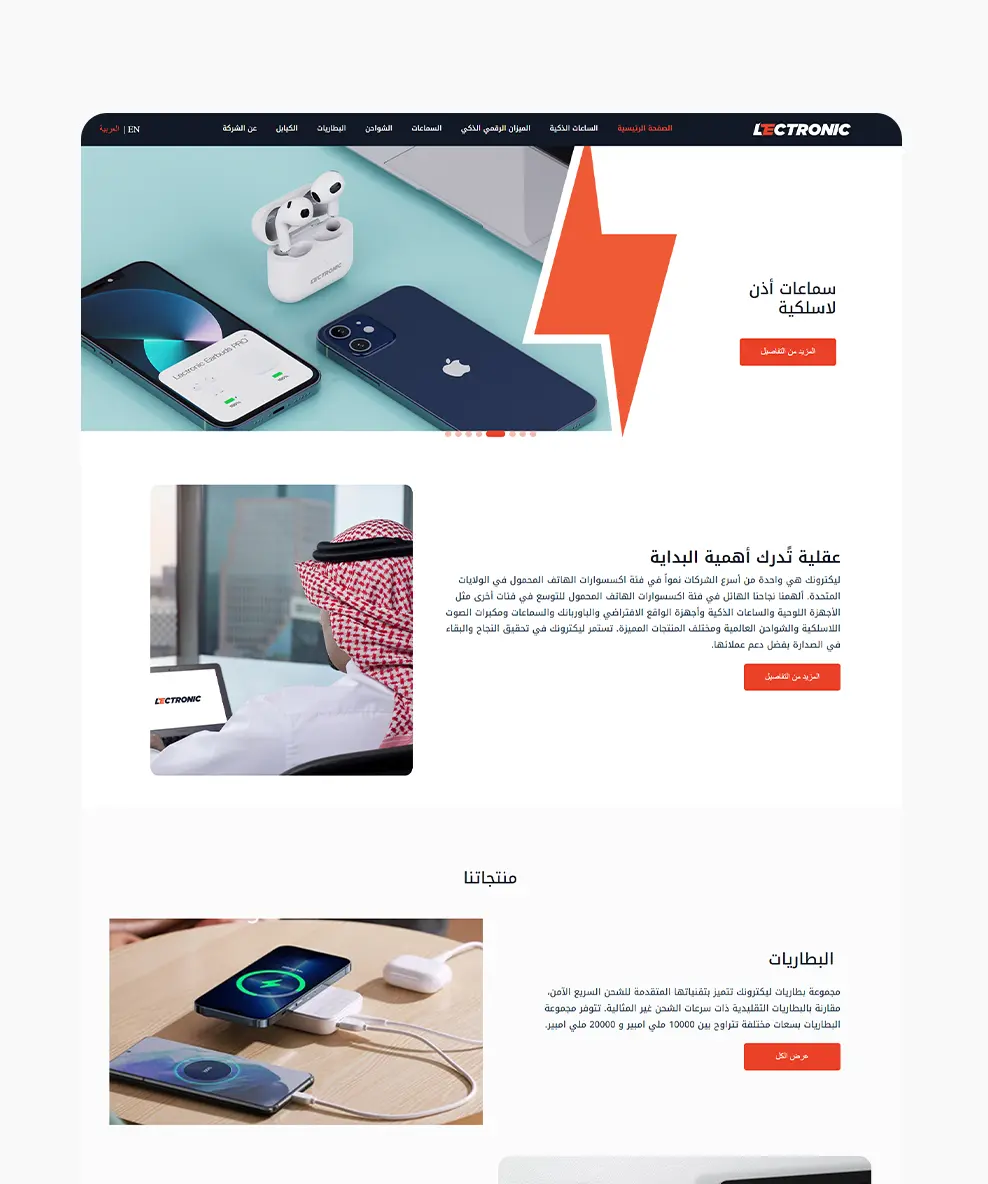 LECTRONIC
الصفحة الرئيسية
الساعات الذكية
الميزان الرقمي الذكي
السماعات
الشواحن
البطاريات
الكيابل
عن الشركة
EN | العربية
سماعات أذن
لاسلكية
المزيد من التفاصيل
LECTRONIC
Lectronic Earbuds PRO
عقلية تُدرك أهمية البداية
ليكترونك هي واحدة من أسرع الشركات نمواً في فئة اكسسوارات الهاتف المحمول في الولايات
المتحدة. ألهمنا نجاحنا الهائل في فئة اكسسوارات الهاتف المحمول للتوسع في فئات أخرى مثل
الأجهزة اللوحية والساعات الذكية وأجهزة الواقع الافتراضي والباوربانك والسماعات ومكبرات الصوت
اللاسلكية والشواحن العالمية ومختلف المنتجات المميزة. تستمر ليكترونك في تحقيق النجاح والبقاء
في الصدارة بفضل دعم عملائها.
المزيد من التفاصيل
LECTRONIC
منتجاتنا
البطاريات
مجموعة بطاريات ليكترونك تتميز بتقنياتها المتقدمة للشحن السريع الآمن،
مقارنة بالبطاريات التقليدية ذات سرعات الشحن غير المثالية. تتوفر مجموعة
البطاريات بسعات مختلفة تتراوح بين 10000 ملي امبير و 20000 ملي امبير.
عرض الكل